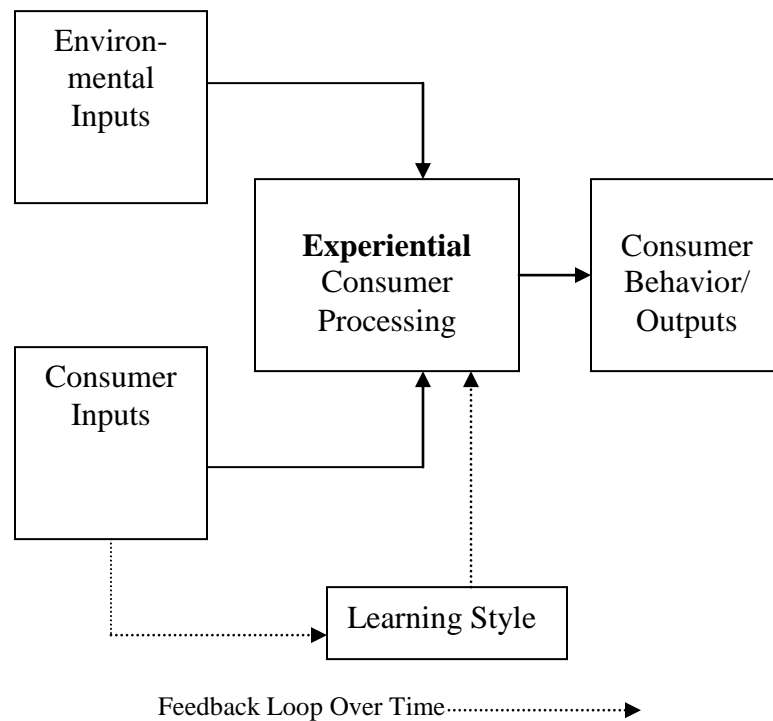 Environ-
mental
Inputs
Experiential
Consumer
Processing
Consumer
Behavior/
Outputs
Consumer
Inputs
Learning Style
Feedback Loop Over Time